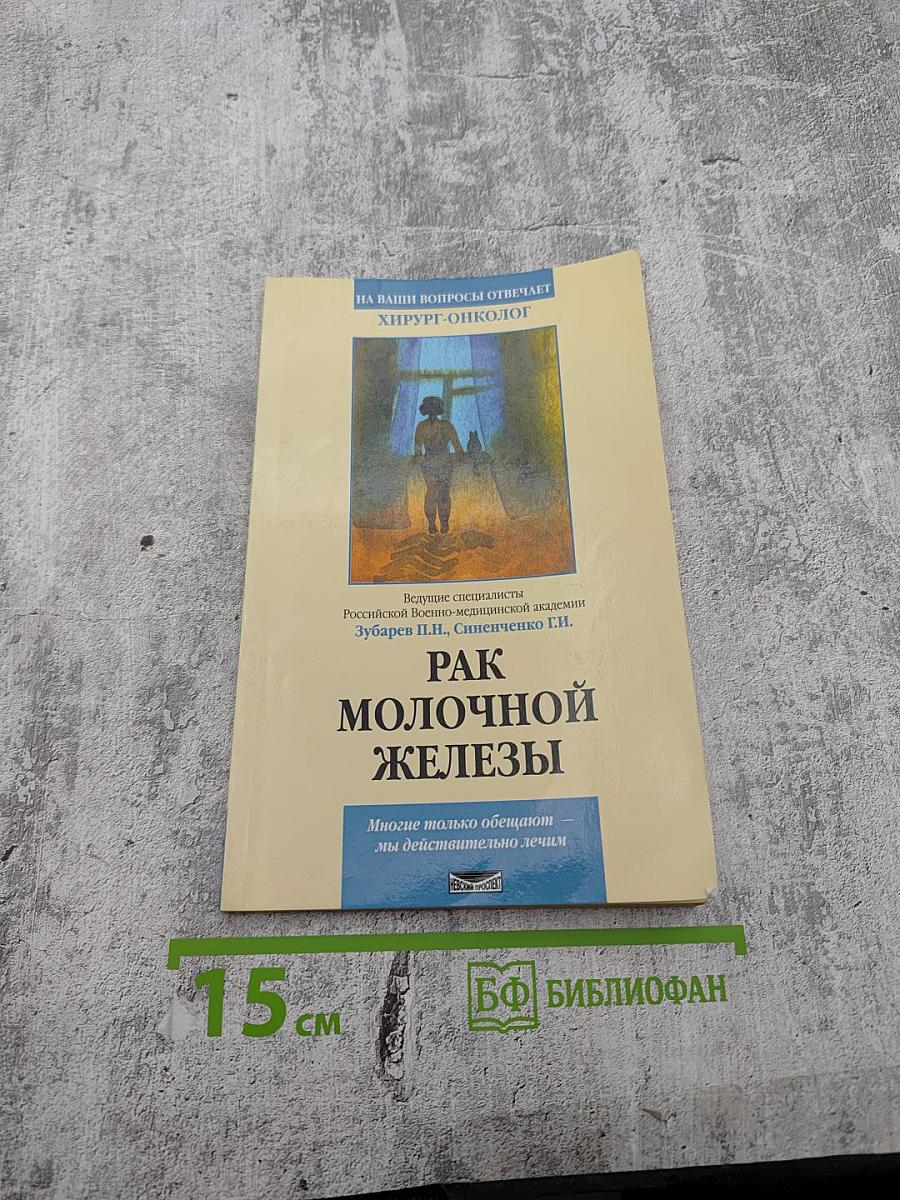 НА ВАШИ ВОПРОСЫ ОТВЕЧАЕТ
ХИРУРГ-ОНКОЛОГ
Ведущие специалисты
Российской Военно-медицинской академии
Зубарев П.Н., Синенченко Г.И.
РАК
МОЛОЧНОЙ
ЖЕЛЕЗЫ
Многие только обещают —
мы действительно лечим
НЕВСКИЙ ПРОСПЕКТ
15 см
БФ БИБЛИОФАН